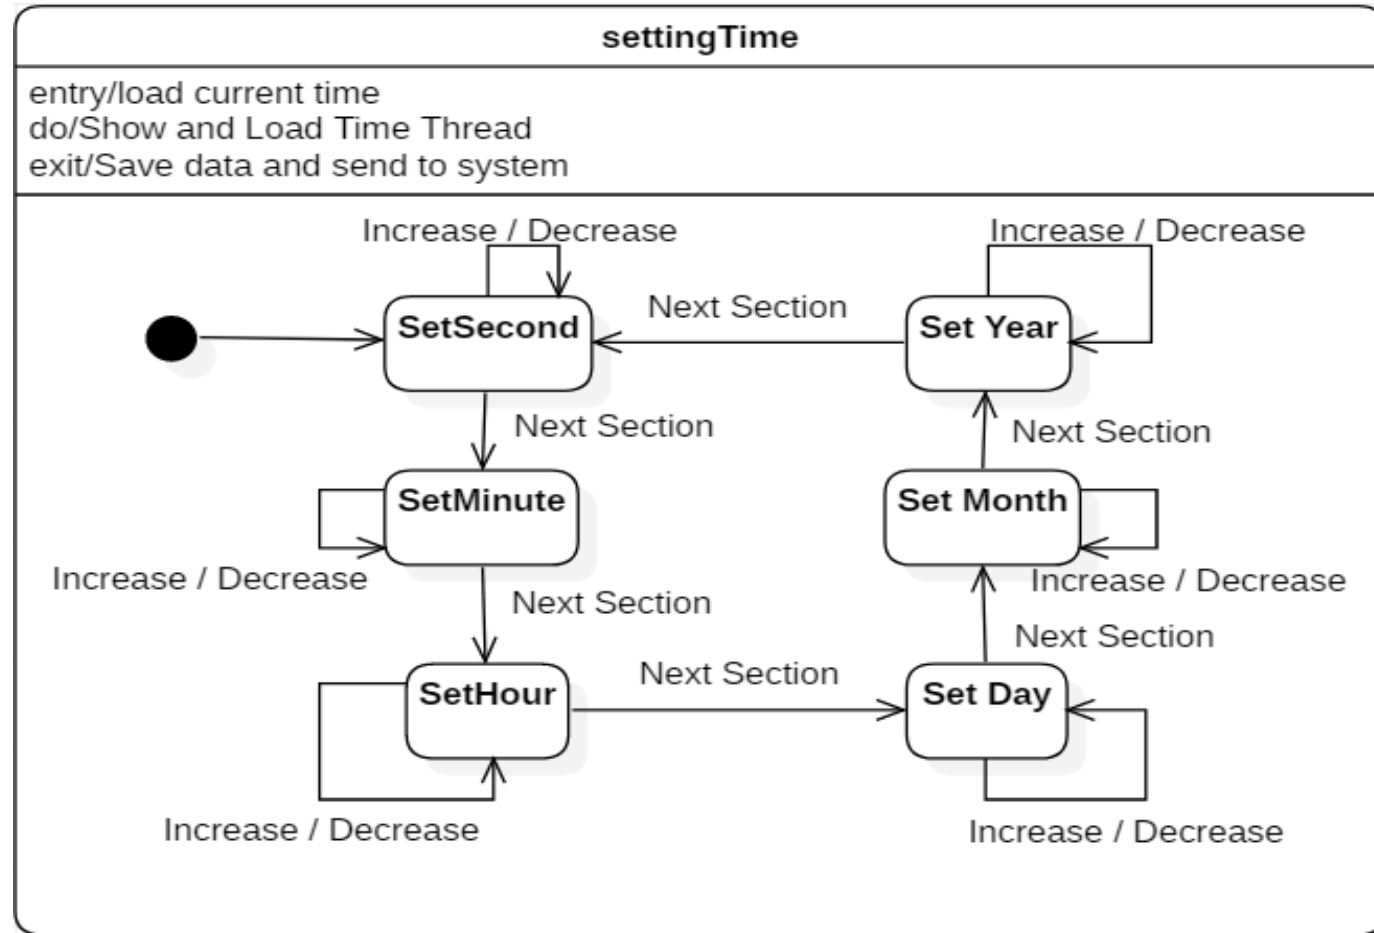 settingTime
entry/load current time
do/Show and Load Time Thread
exit/Save data and send to system
Increase / Decrease
Increase / Decrease
Next Section
SetSecond
Set Year
Next Section
Next Section
SetMinute
Set Month
Increase / Decrease
Increase / Decrease
Next Section
Next Section
Next Section
SetHour
Set Day
Increase / Decrease
Increase / Decrease